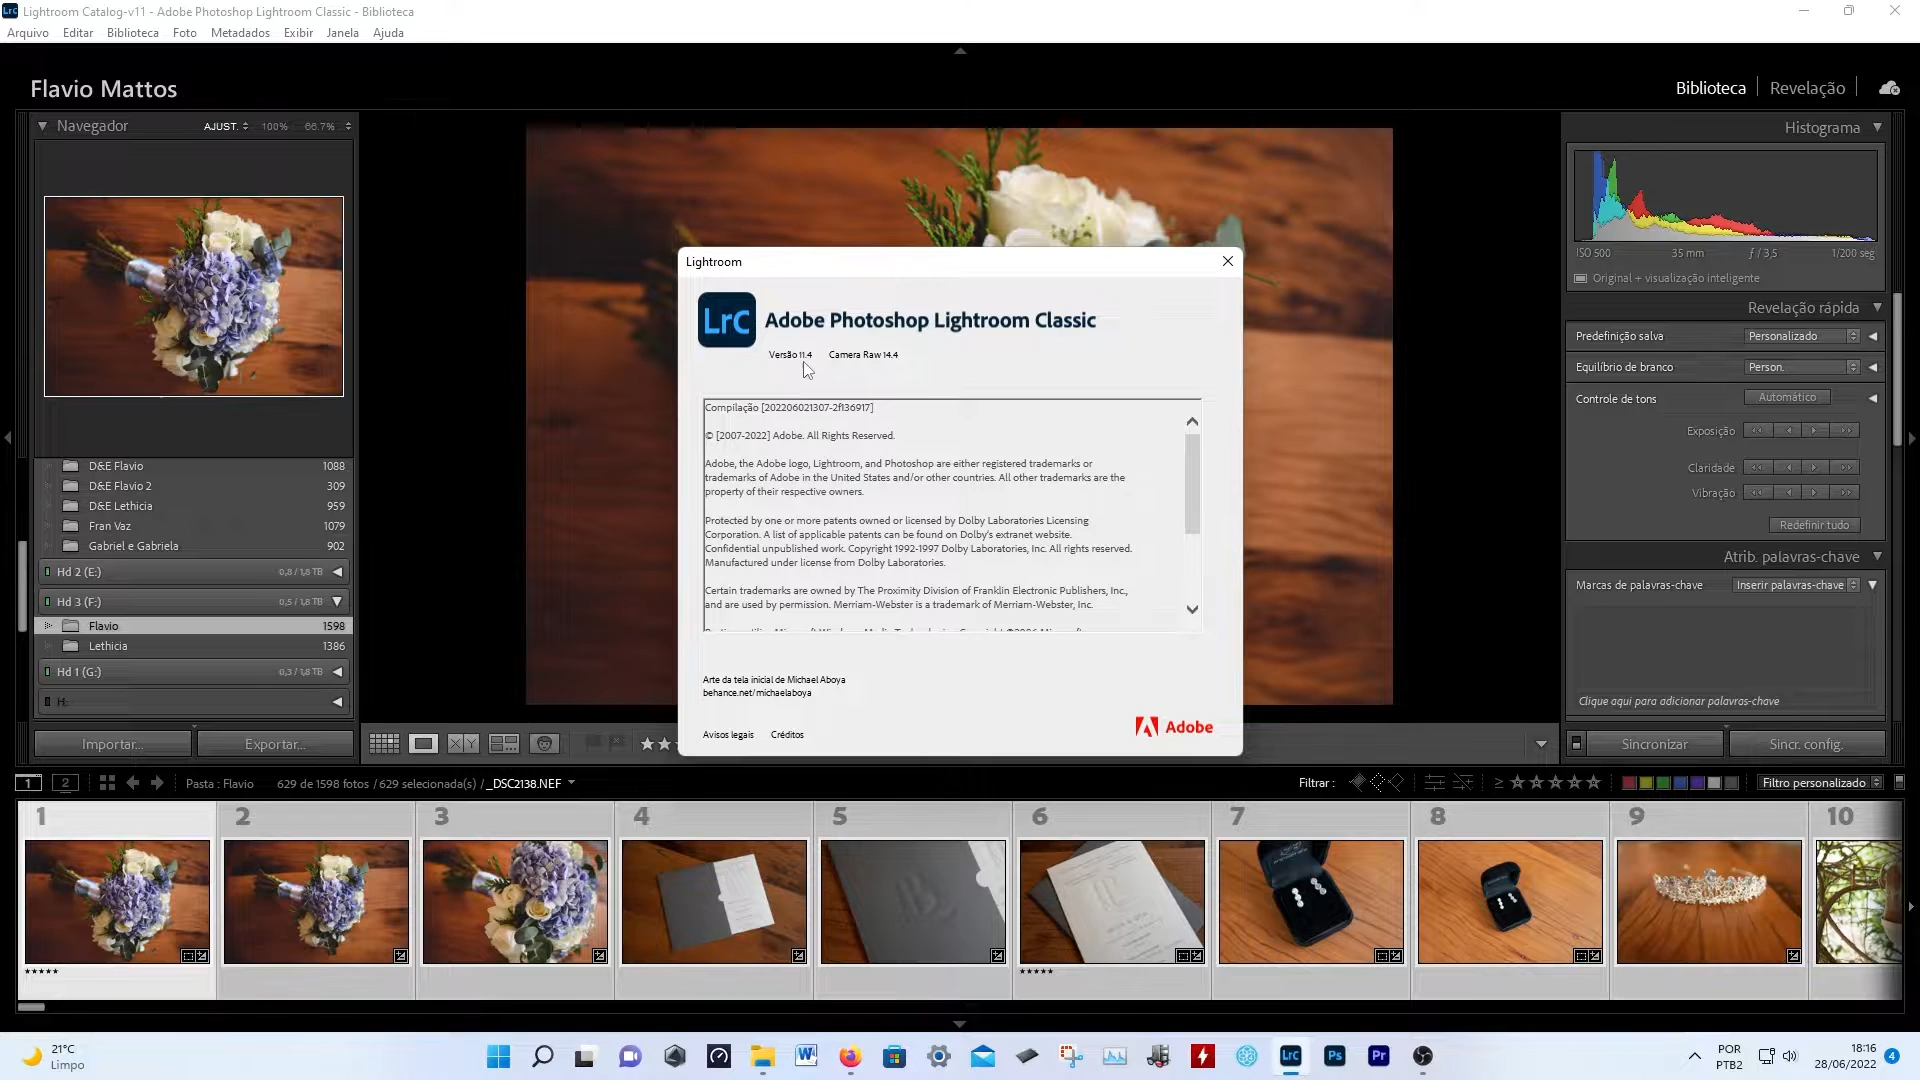 Lrc Lightroom Catalog-v11 - Adobe Photoshop Lightroom Classic - Biblioteca
Arquivo Editar Biblioteca Foto Metadados Exibir Janela Ajuda
Flavio Mattos
Biblioteca Revelação
Navegador AJUST. 100% 66.7%
Histograma
ISO 500 35 mm ƒ / 3,5 1/200 seg
Original + visualização inteligente
Revelação rápida
Predefinição salva Personalizado
Equilíbrio de branco Person.
Controle de tons Automático
Exposição
Claridade
Vibração
Redefinir tudo
Atrib. palavras-chave
Marcas de palavras-chave Inserir palavras-chave
Clique aqui para adicionar palavras-chave
Sincronizar Sincr. config.
D&E Flavio 1088
D&E Flavio 2 309
D&E Lethicia 959
Fran Vaz 1079
Gabriel e Gabriela 902
Hd 2 (E:) 0,8 / 1,8 TB
Hd 3 (F:) 0,5 / 1,8 TB
Flavio 1598
Lethicia 1386
Hd 1 (G:) 0,3 / 1,8 TB
H:
Importar... Exportar...
Lightroom
LrC Adobe Photoshop Lightroom Classic
Versão 11.4 Camera Raw 14.4
Compilação [202206021307-2f136917]
© [2007-2022] Adobe. All Rights Reserved.
Adobe, the Adobe logo, Lightroom, and Photoshop are either registered trademarks or
trademarks of Adobe in the United States and/or other countries. All other trademarks are the
property of their respective owners.
Protected by one or more patents owned or licensed by Dolby Laboratories Licensing
Corporation. A list of applicable patents can be found on Dolby's extranet website.
Confidential unpublished work. Copyright 1992-1997 Dolby Laboratories, Inc. All rights reserved.
Manufactured under license from Dolby Laboratories.
Certain trademarks are owned by The Proximity Division of Franklin Electronic Publishers, Inc.,
and are used by permission. Merriam-Webster is a trademark of Merriam-Webster, Inc.
Arte da tela inicial de Michael Aboya
behance.net/michaelaboya
Avisos legais Créditos
Adobe
XY
1 2 Pasta : Flavio 629 de 1598 fotos / 629 selecionada(s) / _DSC2138.NEF
Filtrar : ≥ Filtro personalizado
1 2 3 4 5 6 7 8 9 10
21°C
Limpo
W Lrc Ps Pr
POR
PTB2
18:16
28/06/2022
4